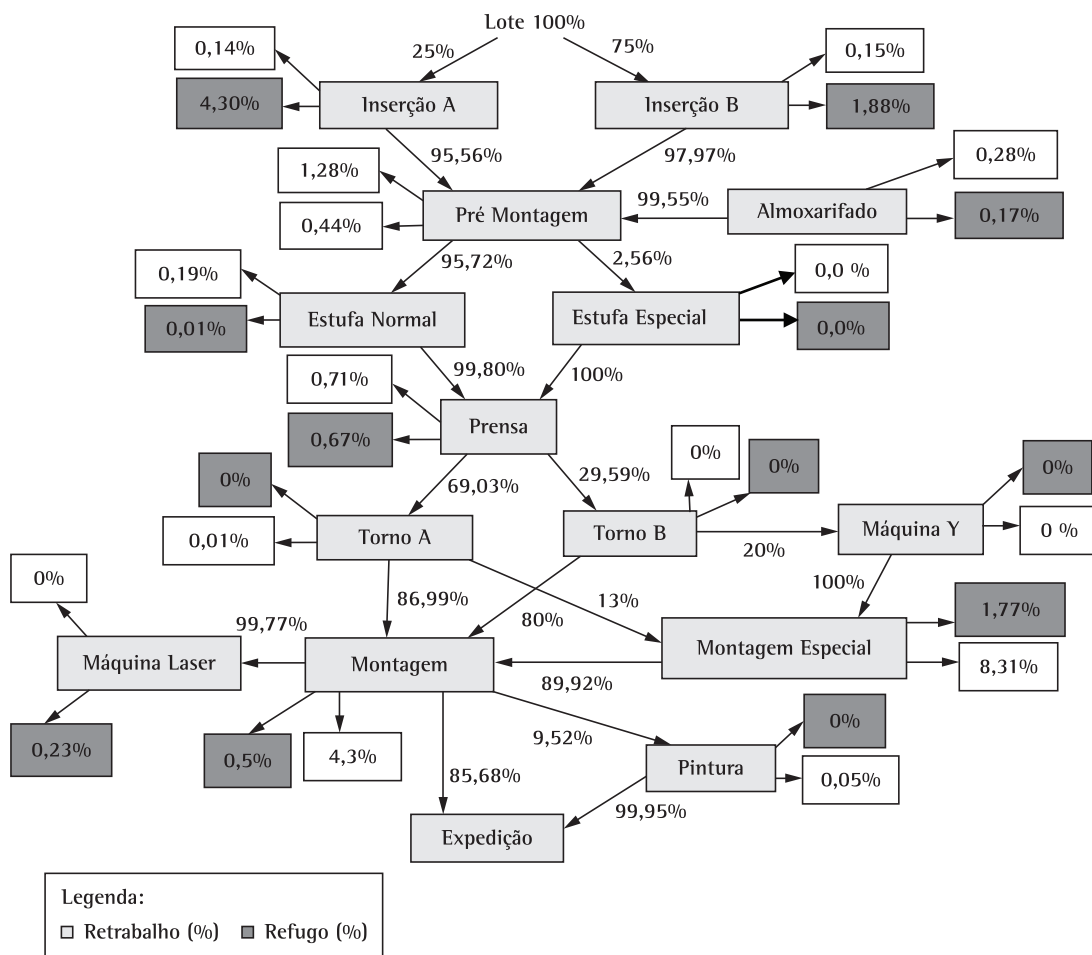 Lote 100%
0,14%
25%
75%
0,15%
4,30%
Inserção A
Inserção B
1,88%
95,56%
97,97%
0,28%
1,28%
Pré Montagem
99,55%
Almoxarifado
0,17%
0,44%
95,72%
2,56%
0,0 %
0,19%
0,01%
Estufa Normal
Estufa Especial
0,0%
99,80%
100%
0,71%
Prensa
0,67%
0%
0%
0%
0%
69,03%
29,59%
0,01%
Torno A
Torno B
20%
Máquina Y
0 %
0%
86,99%
13%
80%
100%
1,77%
99,77%
Máquina Laser
Montagem
89,92%
Montagem Especial
8,31%
0,23%
0,5%
4,3%
85,68%
9,52%
Pintura
0%
0,05%
99,95%
Expedição
Legenda:
Retrabalho (%) Refugo (%)